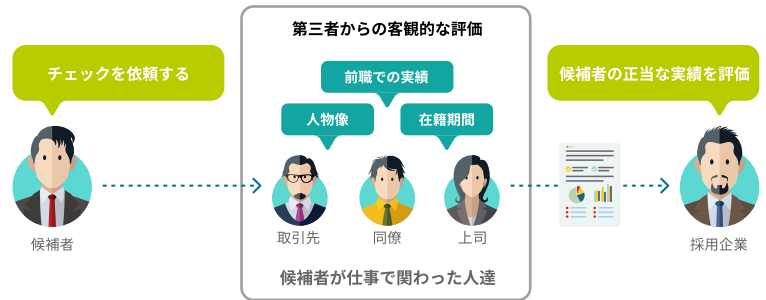 第三者からの客観的な評価
チェックを依頼する
前職での実績
候補者の正当な実績を評価
人物像
在籍期間
候補者
取引先
同僚
上司
採用企業
候補者が仕事で関わった人達